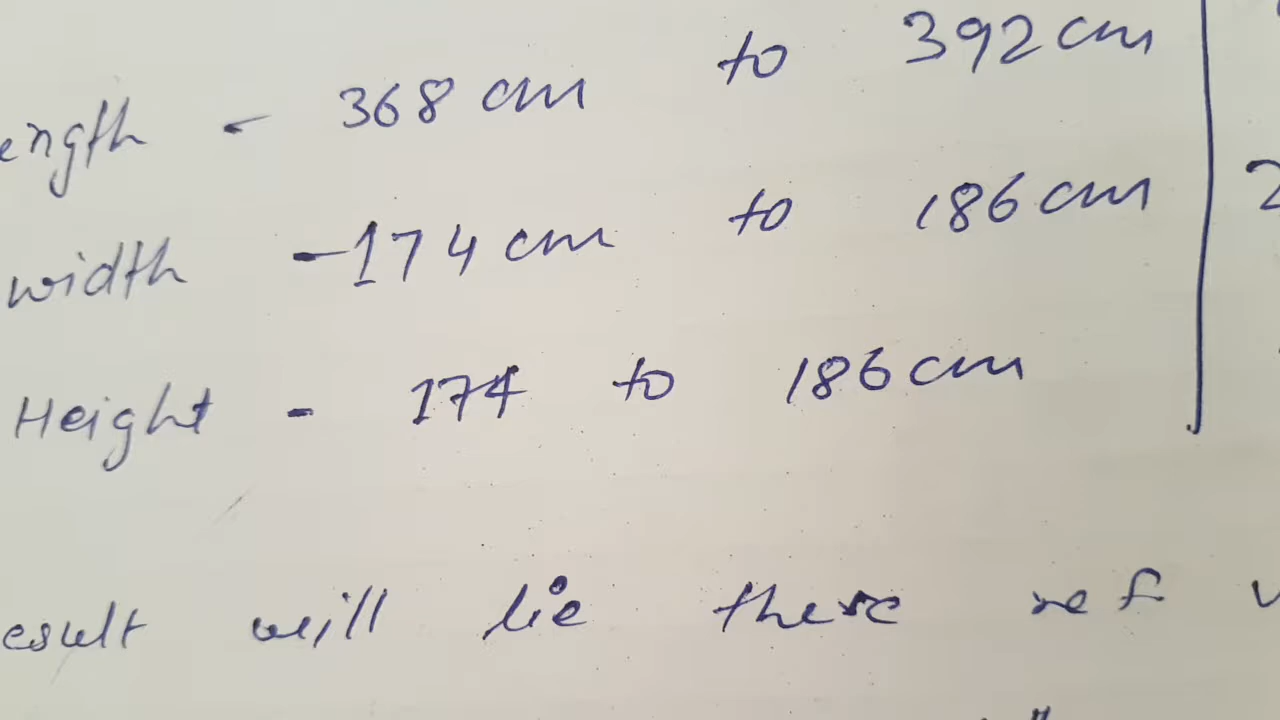 ength - 368 cm to 392 cm
width - 174 cm to 186 cm
Height - 174 to 186 cm
esult will lie these ref